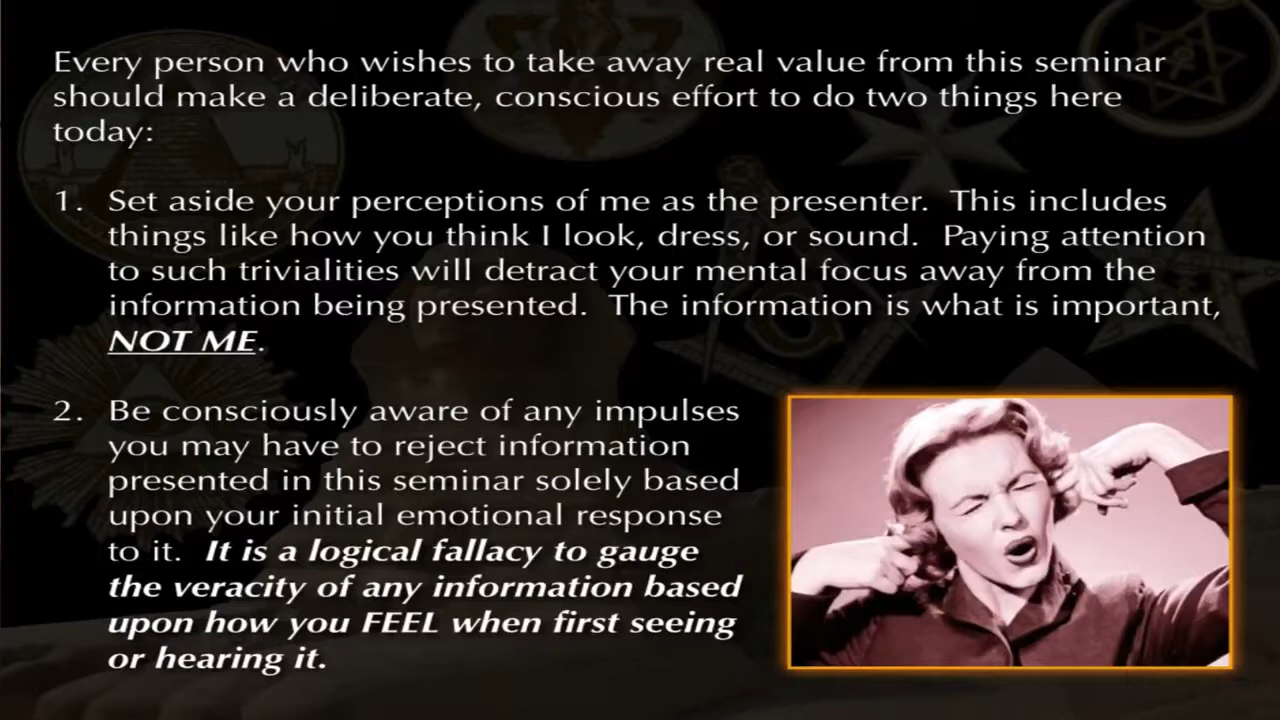 Every person who wishes to take away real value from this seminar
should make a deliberate, conscious effort to do two things here
today:
1. Set aside your perceptions of me as the presenter. This includes
things like how you think I look, dress, or sound. Paying attention
to such trivialities will detract your mental focus away from the
information being presented. The information is what is important,
NOT ME.
2. Be consciously aware of any impulses
you may have to reject information
presented in this seminar solely based
upon your initial emotional response
to it. It is a logical fallacy to gauge
the veracity of any information based
upon how you FEEL when first seeing
or hearing it.